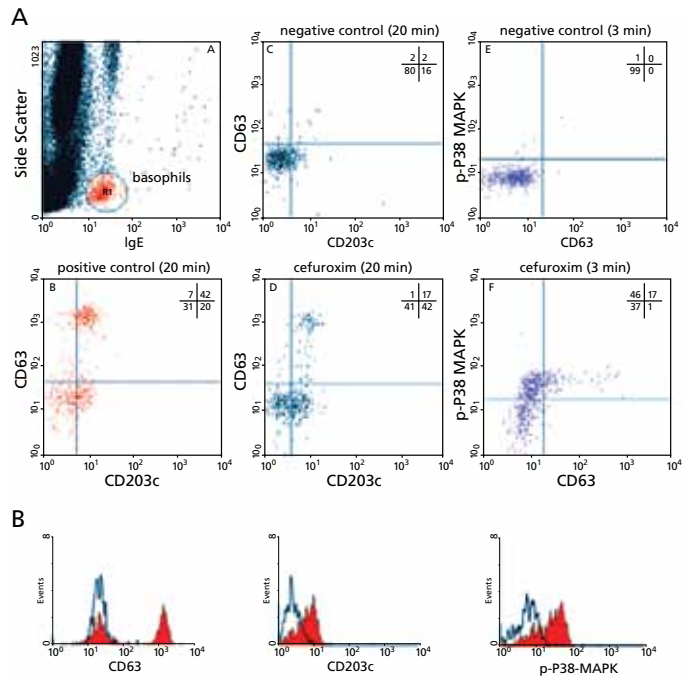 A
A
1023
0
Side SCatter
R1
basophils
10⁰ 10¹ 10² 10³ 10⁴
IgE
negative control (20 min)
C
2 2
80 16
10⁴
10³
10²
10¹
10⁰
CD63
10⁰ 10¹ 10² 10³ 10⁴
CD203c
negative control (3 min)
E
1 0
99 0
10⁴
10³
10²
10¹
10⁰
p-P38 MAPK
10⁰ 10¹ 10² 10³ 10⁴
CD63
positive control (20 min)
B
7 42
31 20
10⁴
10³
10²
10¹
10⁰
CD63
10⁰ 10¹ 10² 10³ 10⁴
CD203c
cefuroxim (20 min)
D
1 17
41 42
10⁴
10³
10²
10¹
10⁰
CD63
10⁰ 10¹ 10² 10³ 10⁴
CD203c
cefuroxim (3 min)
F
46 17
37 1
10⁴
10³
10²
10¹
10⁰
p-P38 MAPK
10⁰ 10¹ 10² 10³ 10⁴
CD63
B
8
Events
0
10⁰ 10¹ 10² 10³ 10⁴
CD63
8
Events
0
10⁰ 10¹ 10² 10³ 10⁴
CD203c
8
Events
0
10⁰ 10¹ 10² 10³ 10⁴
p-P38-MAPK